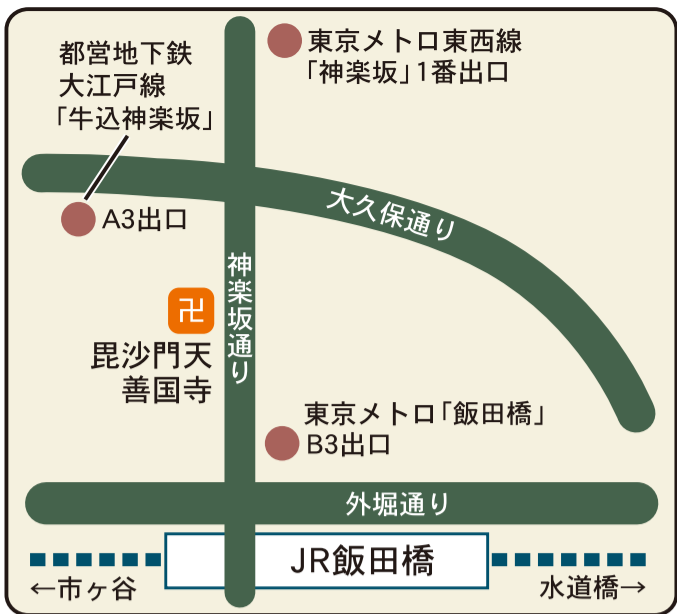 都営地下鉄
大江戸線
「牛込神楽坂」
東京メトロ東西線
「神楽坂」1番出口
大久保通り
A3出口
神楽坂通り
卍
毘沙門天
善国寺
東京メトロ「飯田橋」
B3出口
外堀通り
JR飯田橋
←市ヶ谷
水道橋→